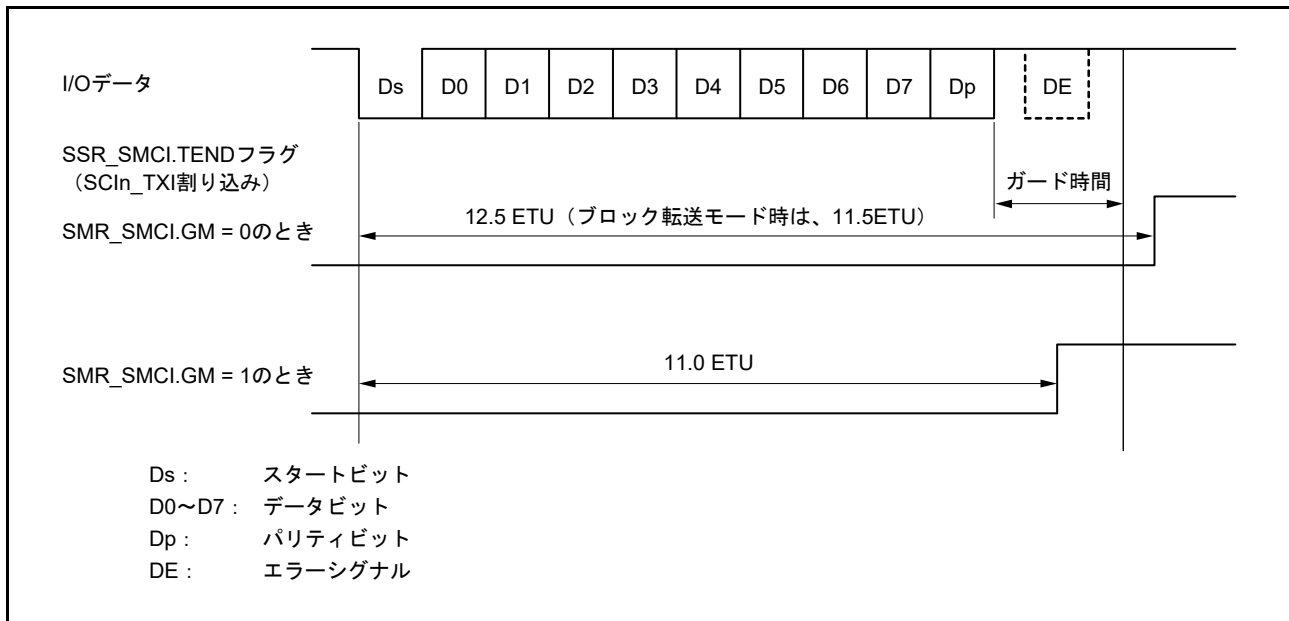 I/Oデータ
Ds D0 D1 D2 D3 D4 D5 D6 D7 Dp DE
SSR_SMCI.TENDフラグ
（SCIn_TXI割り込み）
ガード時間
12.5 ETU（ブロック転送モード時は、11.5ETU）
SMR_SMCI.GM = 0のとき
11.0 ETU
SMR_SMCI.GM = 1のとき
Ds： スタートビット
D0～D7： データビット
Dp： パリティビット
DE： エラーシグナル